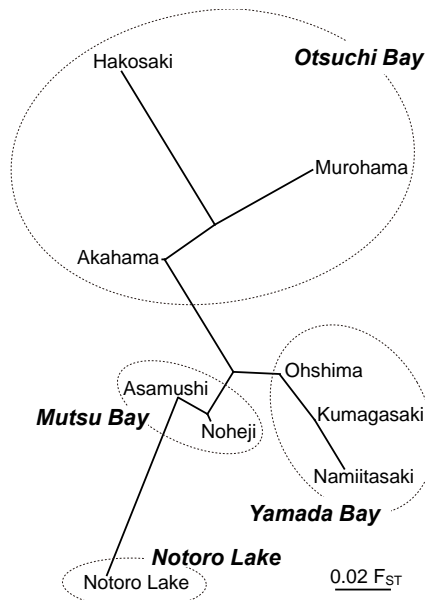 Hakosaki
Otsuchi Bay
Murohama
Akahama
Ohshima
Asamushi
Kumagasaki
Mutsu Bay
Noheji
Namiitasaki
Yamada Bay
Notoro Lake
Notoro Lake
0.02 FST